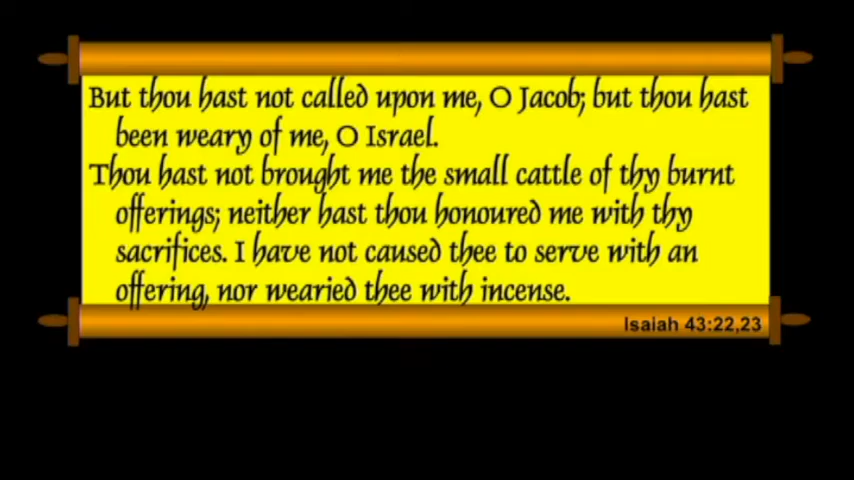 But thou hast not called upon me, O Jacob; but thou hast
been weary of me, O Israel.
Thou hast not brought me the small cattle of thy burnt
offerings; neither hast thou honoured me with thy
sacrifices. I have not caused thee to serve with an
offering, nor wearied thee with incense.
Isaiah 43:22,23